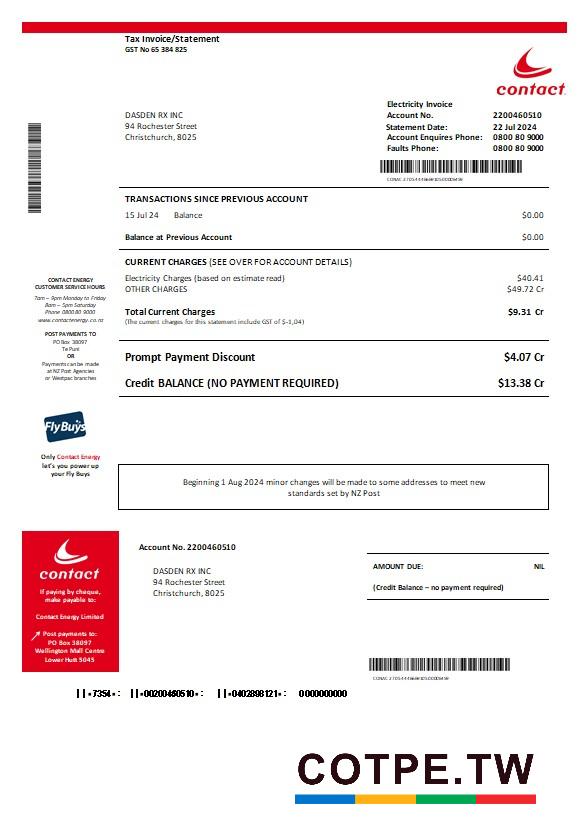 Tax Invoice/Statement
GST No 65 384 825
contact
DASDEN RX INC
94 Rochester Street
Christchurch, 8025
Electricity Invoice
Account No. 2200460510
Statement Date: 22 Jul 2024
Account Enquires Phone: 0800 80 9000
Faults Phone: 0800 80 9000
TRANSACTIONS SINCE PREVIOUS ACCOUNT
15 Jul 24 Balance $0.00
Balance at Previous Account $0.00
CURRENT CHARGES (SEE OVER FOR ACCOUNT DETAILS)
Electricity Charges (based on estimate read) $40.41
OTHER CHARGES $49.72 Cr
Total Current Charges $9.31 Cr
(The current charges for this statement include GST of $-1,04)
Prompt Payment Discount $4.07 Cr
Credit BALANCE (NO PAYMENT REQUIRED) $13.38 Cr
CONTACT ENERGY
CUSTOMER SERVICE HOURS
7am – 9pm Monday to Friday
8am – 5pm Saturday
Phone 0800 80 9000
www.contactenergy.co.nz
POST PAYMENTS TO
PO Box 38097
Te Puni
OR
Payments can be made
at NZ Post Agencies
or Westpac branches
Fly Buys
Only Contact Energy
let's you power up
your Fly Buys
Beginning 1 Aug 2024 minor changes will be made to some addresses to meet new
standards set by NZ Post
contact
If paying by cheque,
make payable to:
Contact Energy Limited
Post payments to:
PO Box 38097
Wellington Mall Centre
Lower Hutt 5045
Account No. 2200460510
DASDEN RX INC
94 Rochester Street
Christchurch, 8025
AMOUNT DUE: NIL
(Credit Balance – no payment required)
COTPE.TW